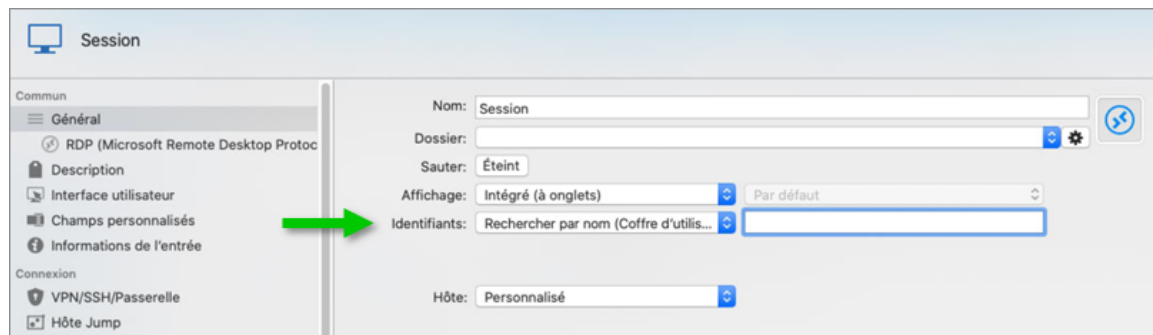 Session
Commun
Général
RDP (Microsoft Remote Desktop Protoc
Description
Interface utilisateur
Champs personnalisés
Informations de l'entrée
Connexion
VPN/SSH/Passerelle
Hôte Jump
Nom: Session
Dossier:
Sauter: Éteint
Affichage: Intégré (à onglets) Par défaut
Identifiants: Rechercher par nom (Coffre d'utilis...
Hôte: Personnalisé